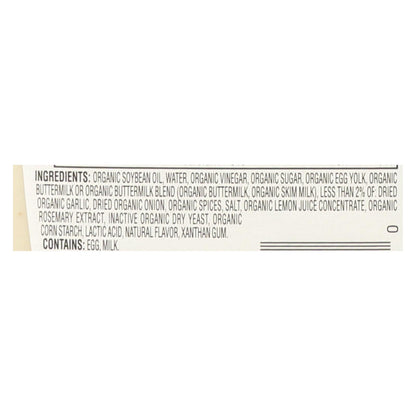 INGREDIENTS: ORGANIC SOYBEAN OIL, WATER, ORGANIC VINEGAR, ORGANIC SUGAR, ORGANIC EGG YOLK, ORGANIC
BUTTERMILK OR ORGANIC BUTTERMILK BLEND (ORGANIC BUTTERMILK, ORGANIC SKIM MILK), LESS THAN 2% OF: DRIED
ORGANIC GARLIC, DRIED ORGANIC ONION, ORGANIC SPICES, SALT, ORGANIC LEMON JUICE CONCENTRATE, ORGANIC
ROSEMARY EXTRACT, INACTIVE ORGANIC DRY YEAST, ORGANIC
CORN STARCH, LACTIC ACID, NATURAL FLAVOR, XANTHAN GUM.
CONTAINS: EGG, MILK.